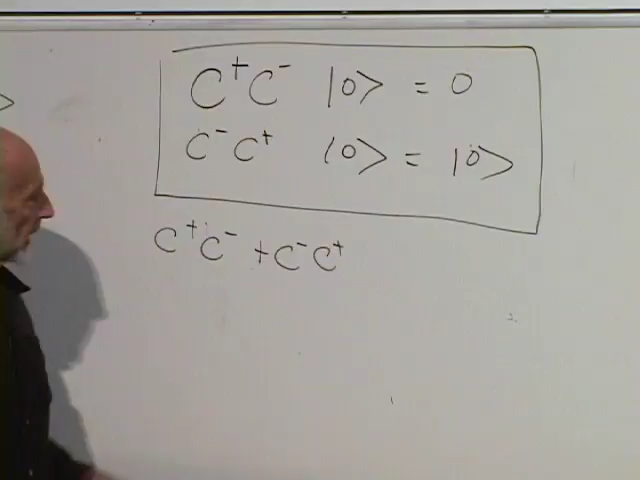 >
C⁺C⁻ |0> = 0
C⁻C⁺ |0> = |0>
C⁺C⁻ + C⁻C⁺